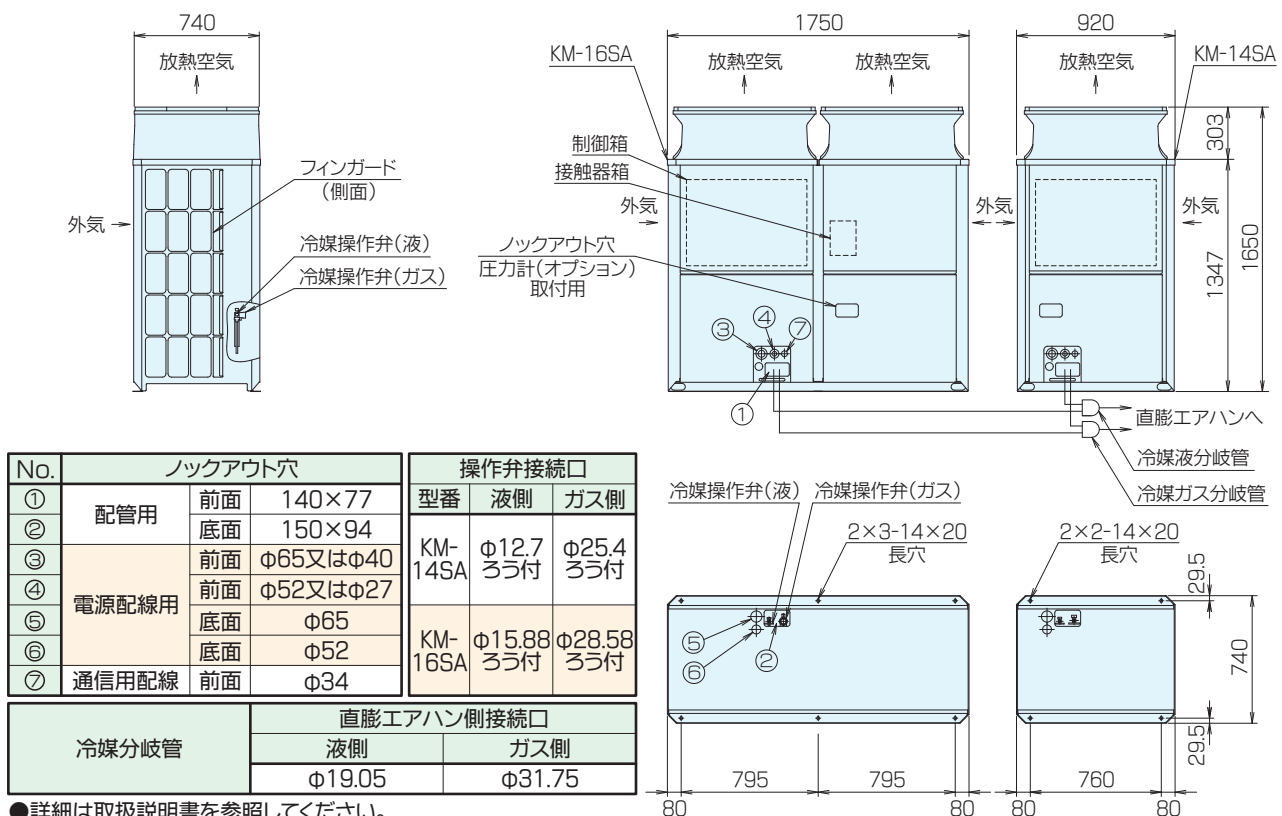 740
放熱空気
フィンガード
(側面)
外気
冷媒操作弁(液)
冷媒操作弁(ガス)
1750
KM-16SA
放熱空気
放熱空気
制御箱
接触器箱
外気
ノックアウト穴
圧力計(オプション)
取付用
③
④
⑦
①
外気
920
放熱空気
KM-14SA
外気
303
1347
1650
直膨エアハンへ
冷媒液分岐管
冷媒ガス分岐管
No. ノックアウト穴
① 配管用 前面 140×77
② 底面 150×94
③ 電源配線用 前面 φ65又はφ40
④ 前面 φ52又はφ27
⑤ 底面 φ65
⑥ 底面 φ52
⑦ 通信用配線 前面 φ34
操作弁接続口
型番 液側 ガス側
KM-14SA φ12.7 ろう付 φ25.4 ろう付
KM-16SA φ15.88 ろう付 φ28.58 ろう付
冷媒分岐管 直膨エアハン側接続口
液側 ガス側
φ19.05 φ31.75
●詳細は取扱説明書を参照してください。
冷媒操作弁(液) 冷媒操作弁(ガス)
2×3-14×20
長穴
⑤
⑥
②
80
795
795
80
2×2-14×20
長穴
29.5
740
29.5
80
760
80